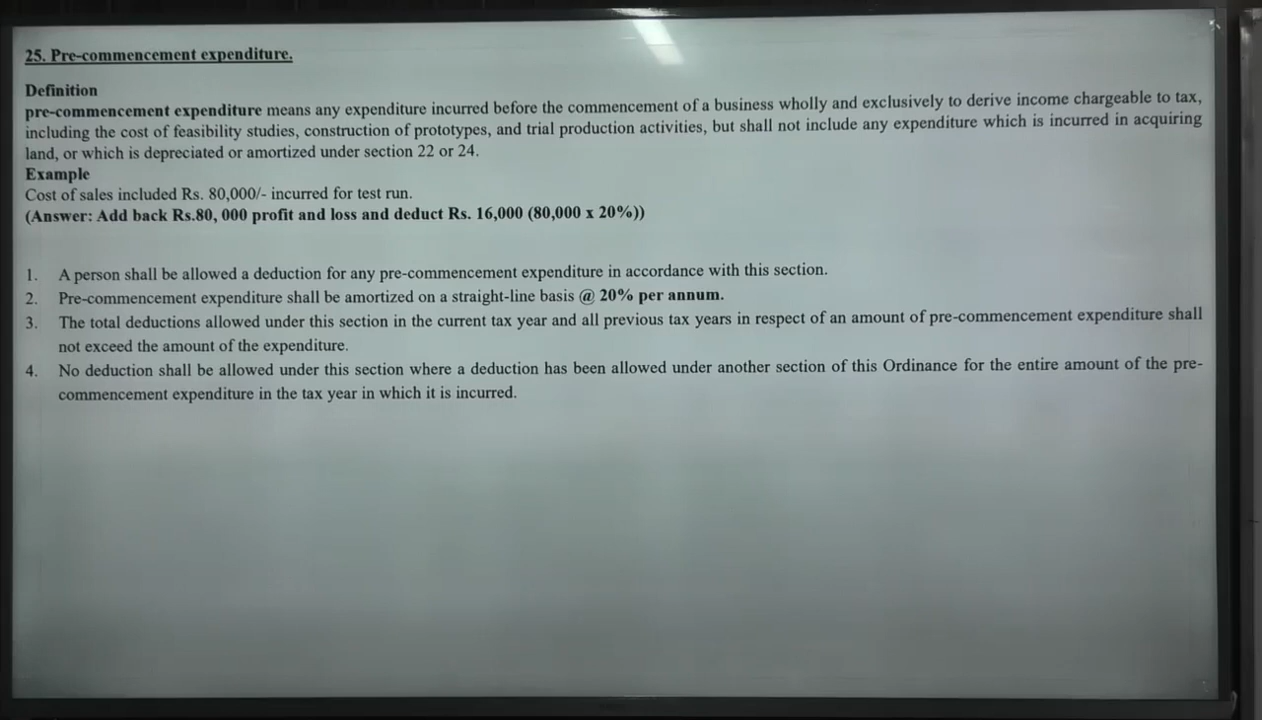 25. Pre-commencement expenditure.
Definition
pre-commencement expenditure means any expenditure incurred before the commencement of a business wholly and exclusively to derive income chargeable to tax,
including the cost of feasibility studies, construction of prototypes, and trial production activities, but shall not include any expenditure which is incurred in acquiring
land, or which is depreciated or amortized under section 22 or 24.
Example
Cost of sales included Rs. 80,000/- incurred for test run.
(Answer: Add back Rs.80, 000 profit and loss and deduct Rs. 16,000 (80,000 x 20%))
1. A person shall be allowed a deduction for any pre-commencement expenditure in accordance with this section.
2. Pre-commencement expenditure shall be amortized on a straight-line basis @ 20% per annum.
3. The total deductions allowed under this section in the current tax year and all previous tax years in respect of an amount of pre-commencement expenditure shall
not exceed the amount of the expenditure.
4. No deduction shall be allowed under this section where a deduction has been allowed under another section of this Ordinance for the entire amount of the pre-
commencement expenditure in the tax year in which it is incurred.